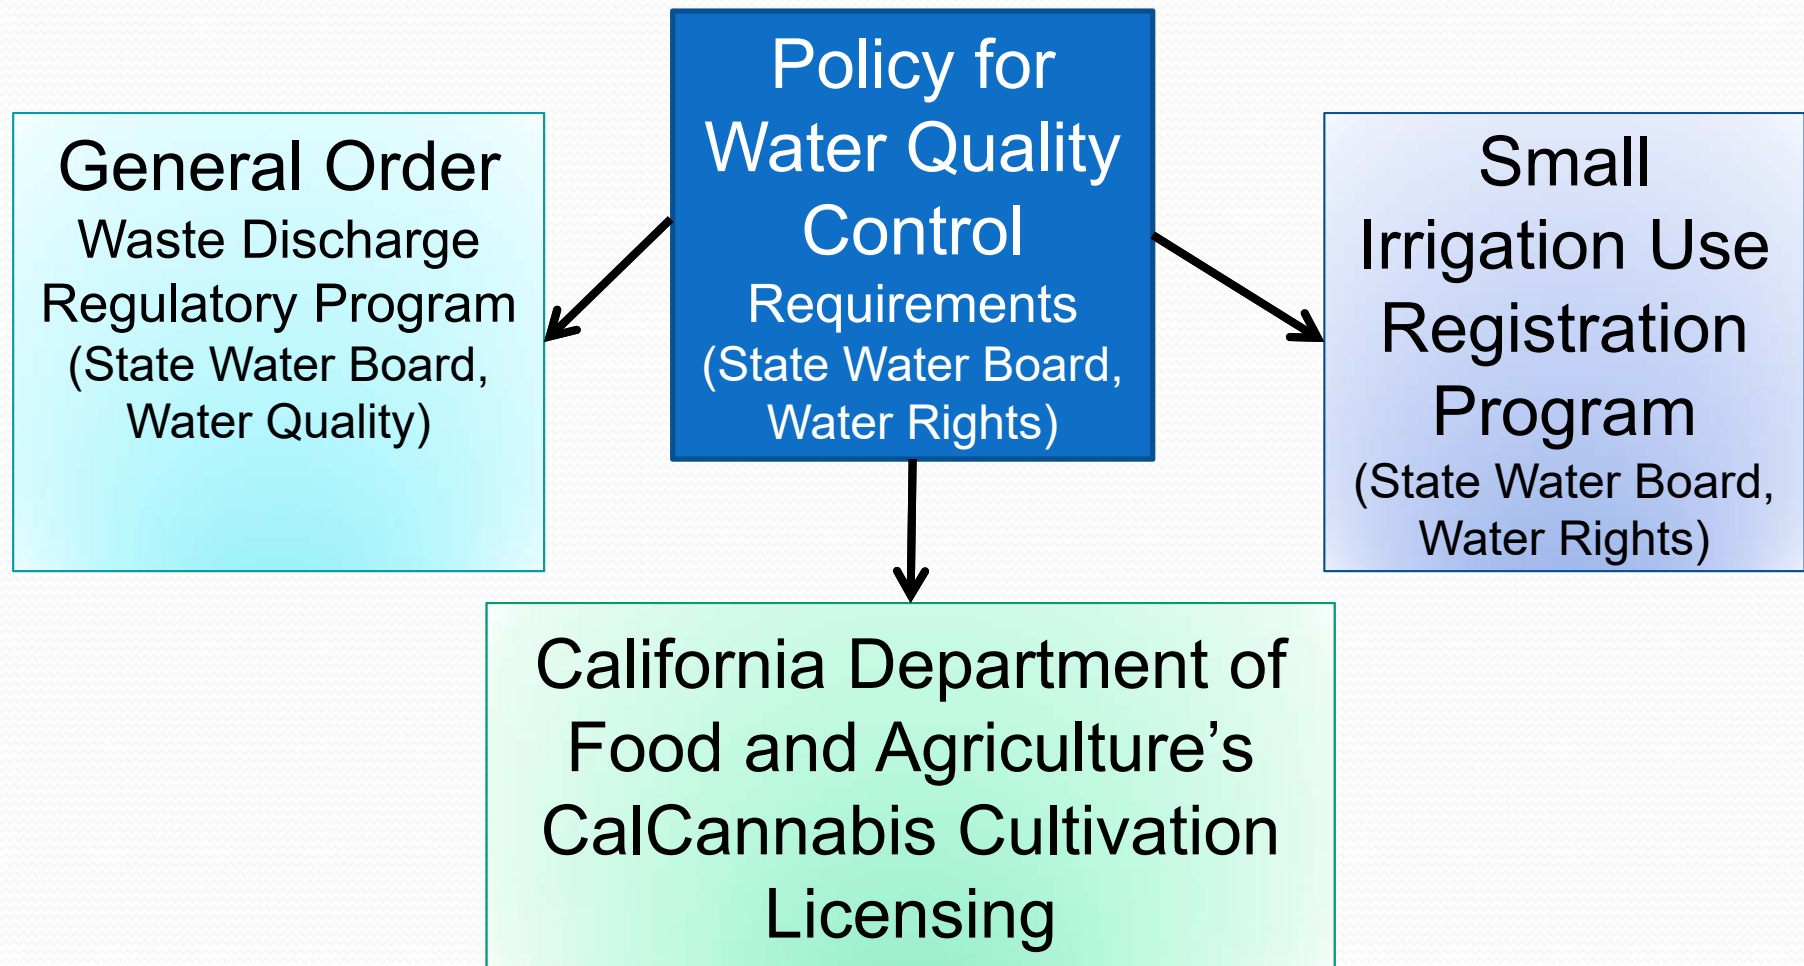 Policy for
Water Quality
Control
Requirements
(State Water Board,
Water Rights)
General Order
Waste Discharge
Regulatory Program
(State Water Board,
Water Quality)
Small
Irrigation Use
Registration
Program
(State Water Board,
Water Rights)
California Department of
Food and Agriculture’s
CalCannabis Cultivation
Licensing